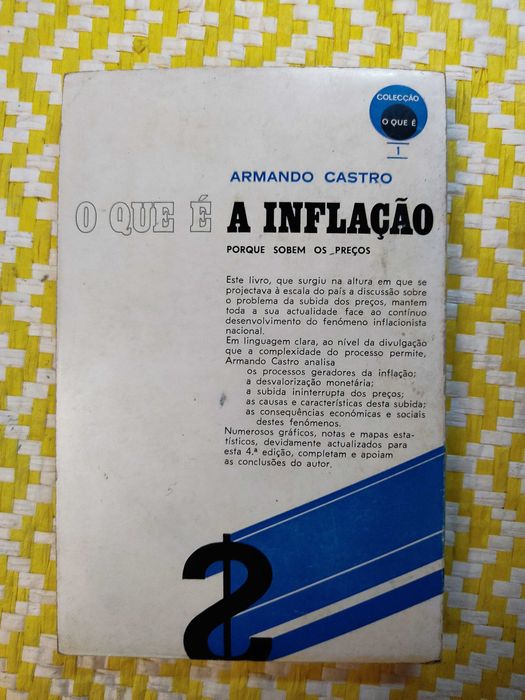 COLECÇÃO
O QUE É
1
ARMANDO CASTRO
O QUE É A INFLAÇÃO
PORQUE SOBEM OS PREÇOS
Este livro, que surgiu na altura em que se
projectava à escala do país a discussão sobre
o problema da subida dos preços, mantem
toda a sua actualidade face ao contínuo
desenvolvimento do fenómeno inflacionista
nacional.
Em linguagem clara, ao nível da divulgação
que a complexidade do processo permite,
Armando Castro analisa
os processos geradores da inflação;
a desvalorização monetária;
a subida ininterrupta dos preços;
as causas e características desta subida;
as consequências económicas e sociais
destes fenómenos.
Numerosos gráficos, notas e mapas esta-
tísticos, devidamente actualizados para
esta 4.ª edição, completam e apoiam
as conclusões do autor.
$